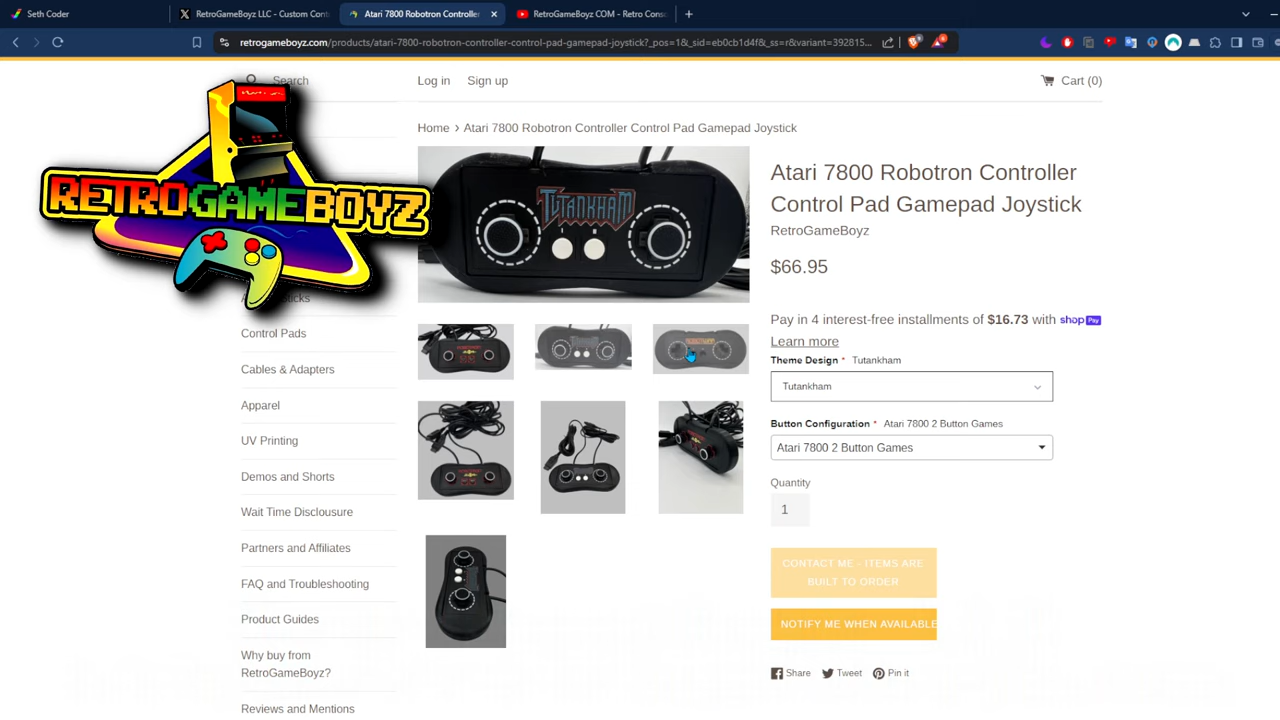 Seth Coder
RetroGameBoyz LLC - Custom Cont
Atari 7800 Robotron Controller
RetroGameBoyz COM - Retro Conso
retrogameboyz.com/products/atari-7800-robotron-controller-control-pad-gamepad-joystick?_pos=1&_sid=eb0cb1d4f&_ss=r&variant=392815...
Search
Log in
Sign up
Cart (0)
Home › Atari 7800 Robotron Controller Control Pad Gamepad Joystick
RETROGAMEBOYZ
TUTANKHAM
Atari 7800 Robotron Controller
Control Pad Gamepad Joystick
RetroGameBoyz
$66.95
Pay in 4 interest-free installments of $16.73 with shop Pay
Learn more
Theme Design * Tutankham
Tutankham
Button Configuration * Atari 7800 2 Button Games
Atari 7800 2 Button Games
Quantity
1
CONTACT ME - ITEMS ARE
BUILT TO ORDER
NOTIFY ME WHEN AVAILABLE
Share
Tweet
Pin it
Control Pads
Cables & Adapters
Apparel
UV Printing
Demos and Shorts
Wait Time Disclousure
Partners and Affiliates
FAQ and Troubleshooting
Product Guides
Why buy from
RetroGameBoyz?
Reviews and Mentions